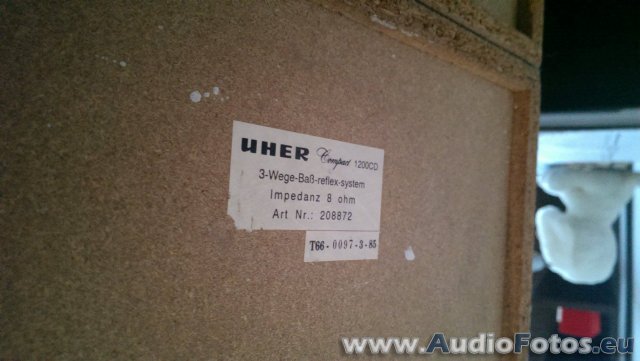 UHER Compact 1200CD
3-Wege-Baß-reflex-system
Impedanz 8 ohm
Art Nr.: 208872
T66-0097-3-85
www.AudioFotos.eu